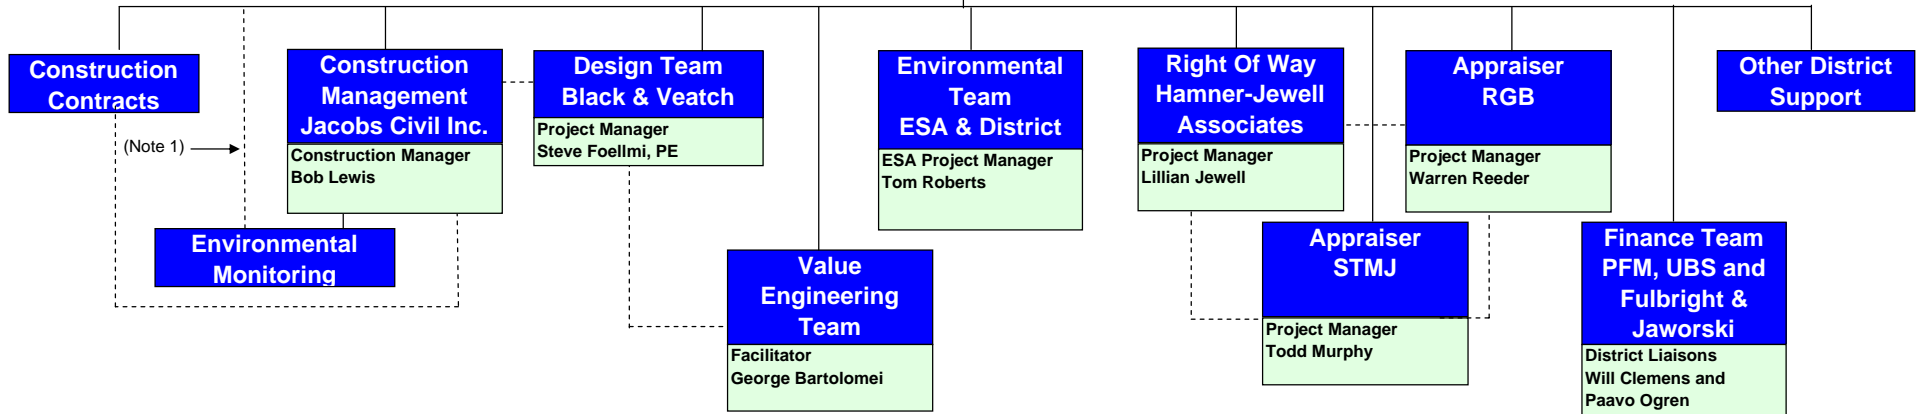 Construction
Contracts
(Note 1)
Construction
Management
Jacobs Civil Inc.
Construction Manager
Bob Lewis
Environmental
Monitoring
Design Team
Black & Veatch
Project Manager
Steve Foellmi, PE
Value
Engineering
Team
Facilitator
George Bartolomei
Environmental
Team
ESA & District
ESA Project Manager
Tom Roberts
Right Of Way
Hamner-Jewell
Associates
Project Manager
Lillian Jewell
Appraiser
STMJ
Project Manager
Todd Murphy
Appraiser
RGB
Project Manager
Warren Reeder
Finance Team
PFM, UBS and
Fulbright &
Jaworski
District Liaisons
Will Clemens and
Paavo Ogren
Other District
Support